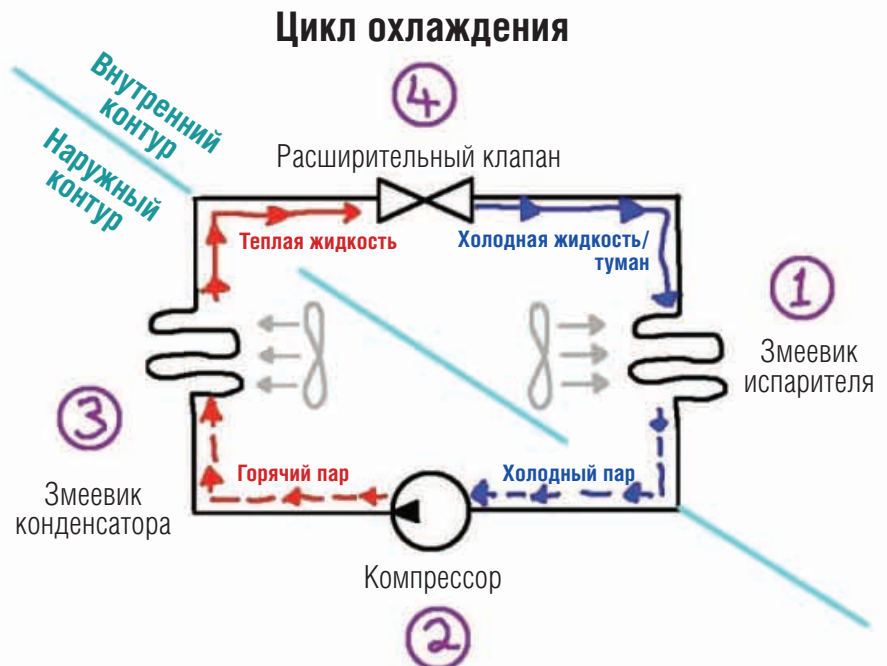 Цикл охлаждения
4
Внутренний
контур
Наружный
контур
Расширительный клапан
Теплая жидкость
Холодная жидкость/
туман
1
Змеевик
испарителя
3
Змеевик
конденсатора
Горячий пар
Холодный пар
Компрессор
2